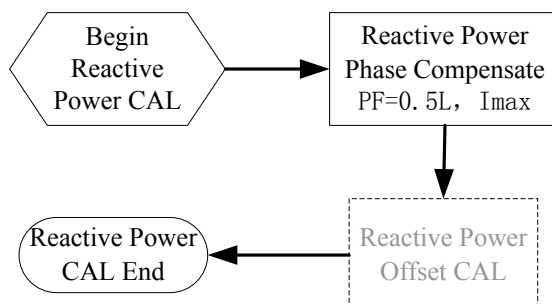 Begin
Reactive
Power CAL
Reactive Power
Phase Compensate
PF=0.5L, Imax
Reactive Power
Offset CAL
Reactive Power
CAL End